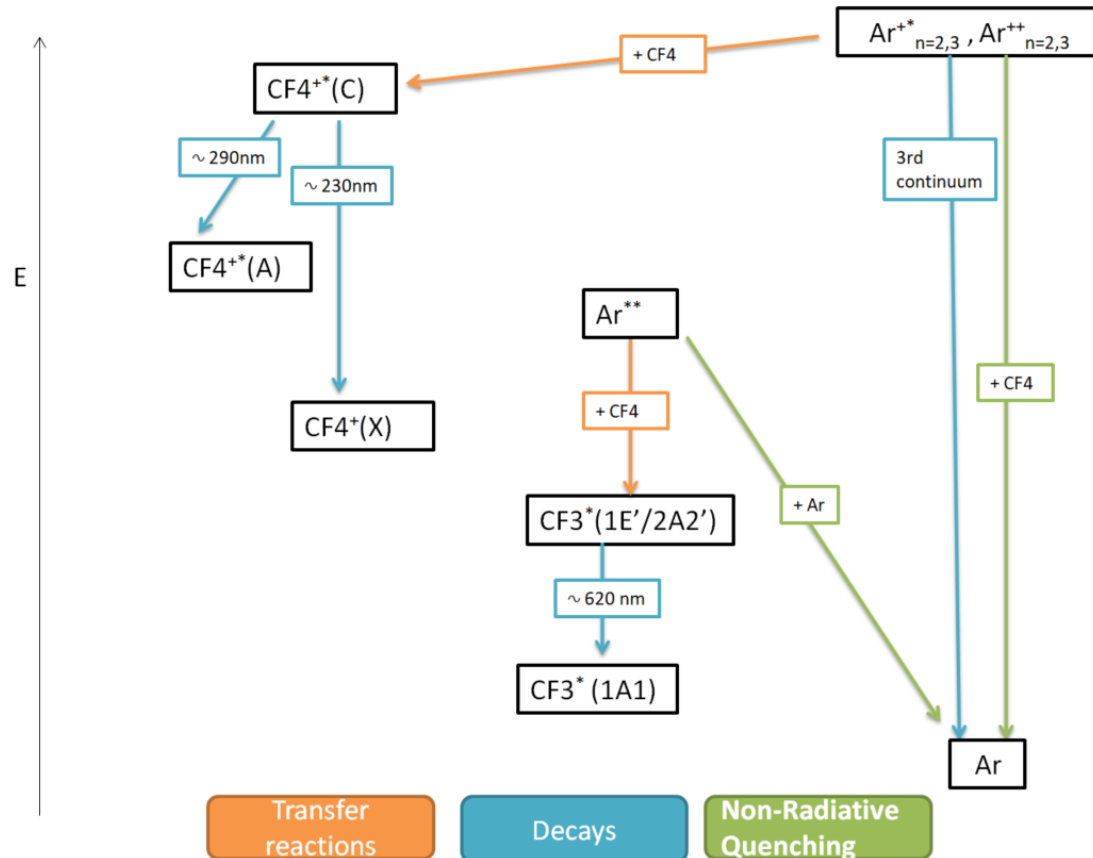 Ar⁺*n=2,3 , Ar⁺⁺n=2,3
+ CF4
CF4⁺*(C)
~ 290nm
~ 230nm
3rd
continuum
CF4⁺*(A)
E
Ar**
+ CF4
+ CF4
CF4⁺(X)
+ Ar
CF3*(1E’/2A2’)
~ 620 nm
CF3* (1A1)
Ar
Transfer
reactions
Decays
Non-Radiative
Quenching